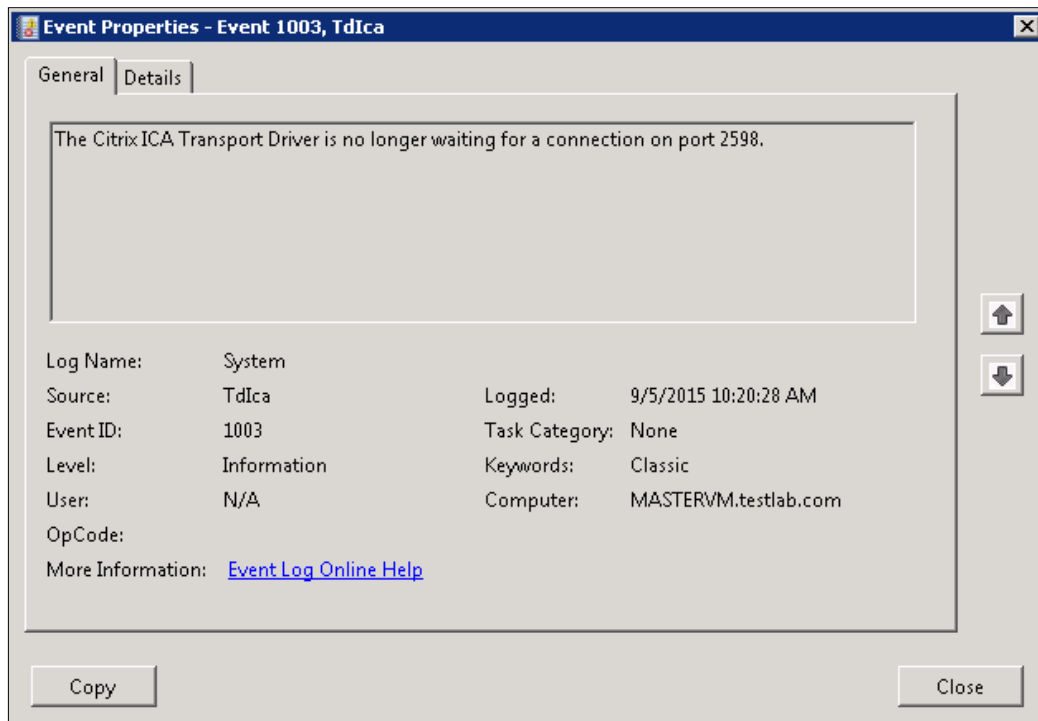 Event Properties - Event 1003, TdIca
General
Details
The Citrix ICA Transport Driver is no longer waiting for a connection on port 2598.
Log Name: System
Source: TdIca Logged: 9/5/2015 10:20:28 AM
Event ID: 1003 Task Category: None
Level: Information Keywords: Classic
User: N/A Computer: MASTERVM.testlab.com
OpCode:
More Information: Event Log Online Help
Copy Close